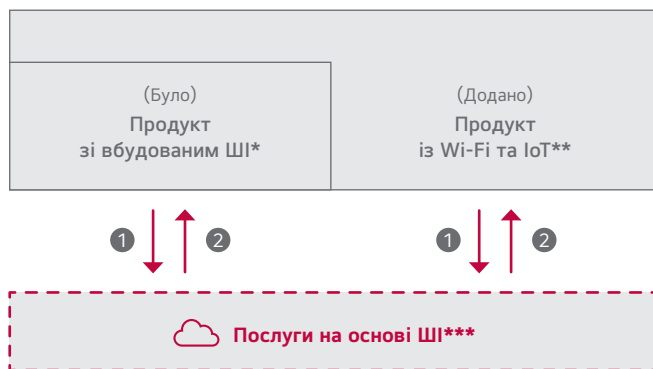 (Було)
Продукт
зі вбудованим ШІ*
(Додано)
Продукт
із Wi-Fi та IoT**
1 2
1 2
Послуги на основі ШІ***